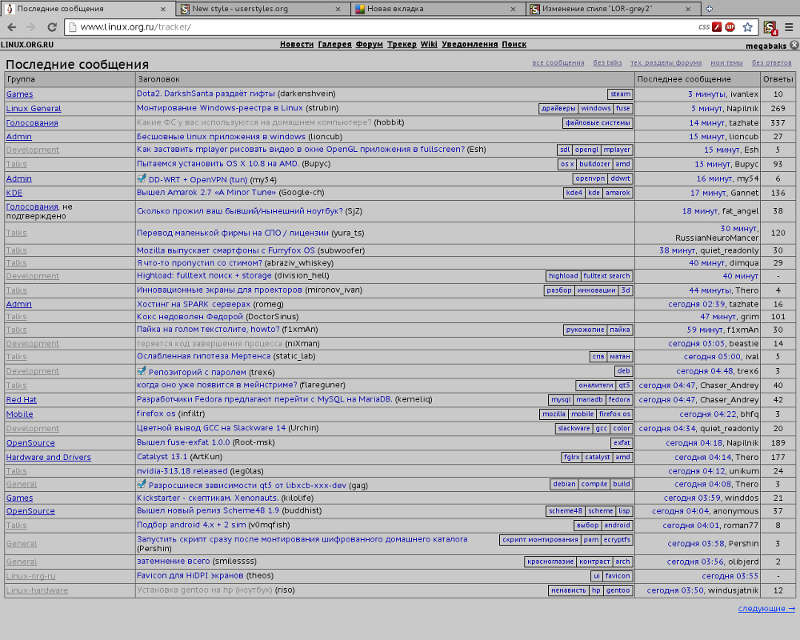 Последние сообщения New style - userstyles.org Новая вкладка Изменение стиля "LOR-grey2"
www.linux.org.ru/tracker/ CSS
LINUX.ORG.RU Новости Галерея Форум Трекер Wiki Уведомления Поиск megabaks
Последние сообщения все сообщения без talks тех. разделы форума мои темы без ответов
Группа Заголовок Последнее сообщение Ответы
Games Dota2. DarkshSanta раздаёт гифты (darkenshvein) steam 3 минуты, ivanlex 10
Linux General Монтирование Windows-реестра в Linux (strubin) драйверы windows fuse 5 минут, Napilnik 269
Голосования Какие ФС у вас используются на домашнем компьютере? (hobbit) файловые системы 14 минут, tazhate 337
Admin Бесшовные linux приложения в windows (lioncub) 15 минут, lioncub 27
Development Как заставить mplayer рисовать видео в окне OpenGL приложения в fullscreen? (Esh) sdl opengl mplayer 15 минут, Esh 5
Talks Пытаемся установить OS X 10.8 на AMD. (Вирус) os x bulldozer amd 15 минут, Вирус 93
Admin DD-WRT + OpenVPN (tun) (my54) openvpn ddwrt 16 минут, my54 6
KDE Вышел Amarok 2.7 «A Minor Tune» (Google-ch) kde4 kde amarok 17 минут, Gannet 136
Голосования, не
подтверждено Сколько прожил ваш бывший/нынешний ноутбук? (SjZ) 18 минут, fat_angel 38
Talks Перевод маленькой фирмы на СПО / лицензии (yura_ts) 30 минут,
RussianNeuroMancer 120
Talks Mozilla выпускает смартфоны с Furryfox OS (subwoofer) 38 минут, quiet_readonly 30
Talks Я что-то пропустил со стимом? (abraziv_whiskey) 40 минут, dimqua 29
Development Highload: fulltext поиск + storage (division_hell) highload fulltext search 40 минут -
Talks Инновационные экраны для проекторов (mironov_ivan) разбор инновации 3d 44 минуты, Thero 4
Admin Хостинг на SPARK серверах (romeg) сегодня 02:39, tazhate 16
Talks Кокс недоволен Федорой (DoctorSinus) 47 минут, grim 101
Talks Пайка на голом текстолите, howto? (f1xmAn) рукожопие пайка 59 минут, f1xmAn 30
Development теряется код завершения процесса (niXman) сегодня 05:05, beastie 14
Talks Ослабленная гипотеза Мертенса (static_lab) спв матан сегодня 05:00, ival 5
Development Репозиторий с паролем (trex6) deb сегодня 04:48, trex6 3
Talks когда оно уже появится в мейнстриме? (flareguner) оналитеги qt5 сегодня 04:47, Chaser_Andrey 40
Red Hat Разработчики Fedora предлагают перейти с MySQL на MariaDB. (kemeliq) mysql mariadb fedora сегодня 04:47, Chaser_Andrey 42
Mobile firefox os (infiltr) mozilla mobile firefox os сегодня 04:22, bhfq 3
Development Цветной вывод GCC на Slackware 14 (Urchin) slackware gcc color сегодня 04:34, quiet_readonly 20
OpenSource Вышел fuse-exfat 1.0.0 (Root-msk) exfat сегодня 04:18, Napilnik 189
Hardware and Drivers Catalyst 13.1 (ArtKun) fglrx catalyst amd сегодня 04:14, Thero 177
Talks nvidia-313.18 released (leg0las) сегодня 04:12, unikum 24
General Разросшиеся зависимости qt5 от libxcb-xxx-dev (gag) debian compile build сегодня 04:08, Thero 3
Games Kickstarter - скептикам. Xenonauts. (kilolife) сегодня 03:59, winddos 21
OpenSource Вышел новый релиз Scheme48 1.9 (buddhist) scheme48 scheme lisp сегодня 04:04, anonymous 37
Talks Подбор android 4.x + 2 sim (v0mqfish) выбор android сегодня 04:01, roman77 8
General Запустить скрипт сразу после монтирования шифрованного домашнего каталога
(Pershin) скрипт монтирования pam ecryptfs сегодня 03:58, Pershin 3
General затемнение всего (smilessss) красноглазие контраст arch сегодня 03:56, olibjerd 2
Linux-org-ru Favicon для HiDPI экранов (theos) ui favicon сегодня 03:55 -
Linux-hardware Установка gentoo на hp (ноутбук) (riso) ненависть hp gentoo сегодня 03:50, windusjatnik 12
следующие →